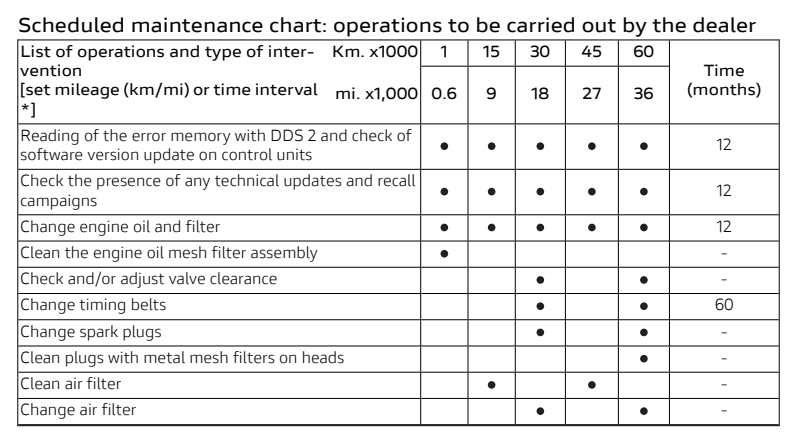 Scheduled maintenance chart: operations to be carried out by the dealer
List of operations and type of inter- Km. x1000 1 15 30 45 60 Time
vention
[set mileage (km/mi) or time interval mi. x1,000 0.6 9 18 27 36 (months)
*]
Reading of the error memory with DDS 2 and check of
software version update on control units ● ● ● ● ● 12
Check the presence of any technical updates and recall
campaigns ● ● ● ● ● 12
Change engine oil and filter ● ● ● ● ● 12
Clean the engine oil mesh filter assembly ● -
Check and/or adjust valve clearance ● ● -
Change timing belts ● ● 60
Change spark plugs ● ● -
Clean plugs with metal mesh filters on heads ● -
Clean air filter ● ● -
Change air filter ● ● -